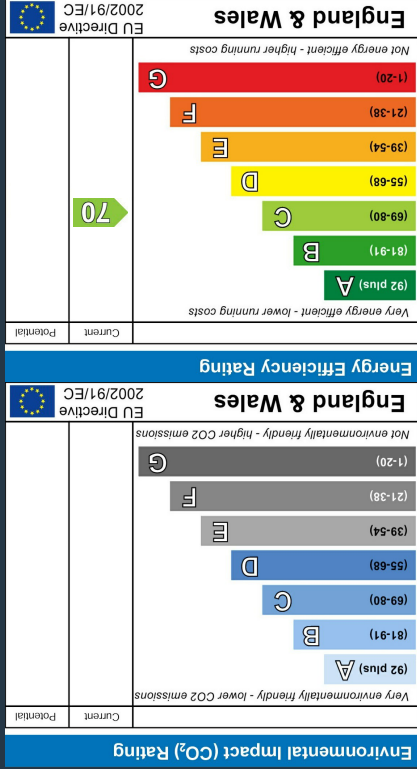 Environmental Impact (CO₂) Rating
Current Potential
Very environmentally friendly - lower CO2 emissions
(92 plus) A
(81-91) B
(69-80) C
(55-68) D
(39-54) E
(21-38) F
(1-20) G
Not environmentally friendly - higher CO2 emissions
England & Wales
EU Directive
2002/91/EC
Energy Efficiency Rating
Current Potential
Very energy efficient - lower running costs
(92 plus) A
(81-91) B
(69-80) C
70
(55-68) D
(39-54) E
(21-38) F
(1-20) G
Not energy efficient - higher running costs
England & Wales
EU Directive
2002/91/EC